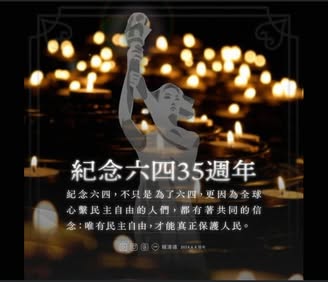 紀念六四35週年
紀念六四，不只是為了六四，更因為全球
心繫民主自由的人們，都有著共同的信
念：唯有民主自由，才能真正保護人民。
賴清德